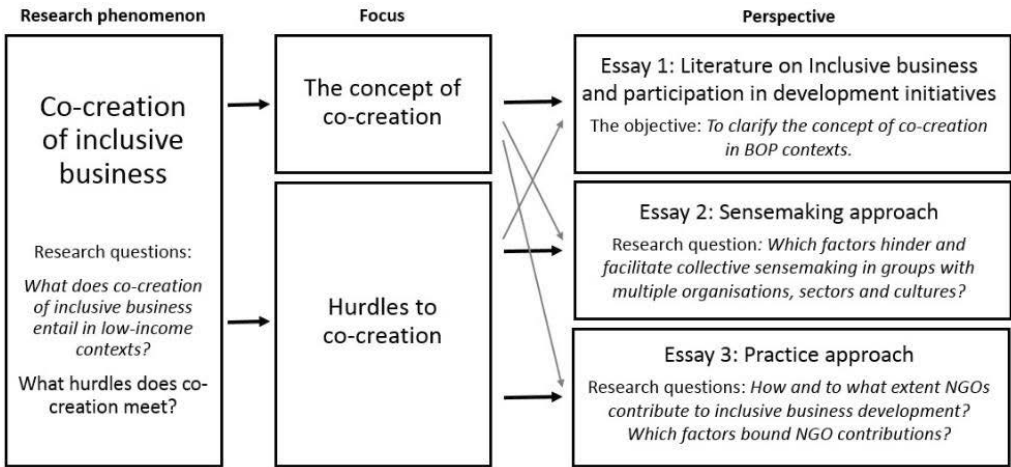 Research phenomenon
Focus
Perspective
Co-creation
of inclusive
business
Research questions:
What does co-creation
of inclusive business
entail in low-income
contexts?
What hurdles does co-
creation meet?
The concept of
co-creation
Hurdles to
co-creation
Essay 1: Literature on Inclusive business
and participation in development initiatives
The objective: To clarify the concept of co-creation
in BOP contexts.
Essay 2: Sensemaking approach
Research question: Which factors hinder and
facilitate collective sensemaking in groups with
multiple organisations, sectors and cultures?
Essay 3: Practice approach
Research questions: How and to what extent NGOs
contribute to inclusive business development?
Which factors bound NGO contributions?